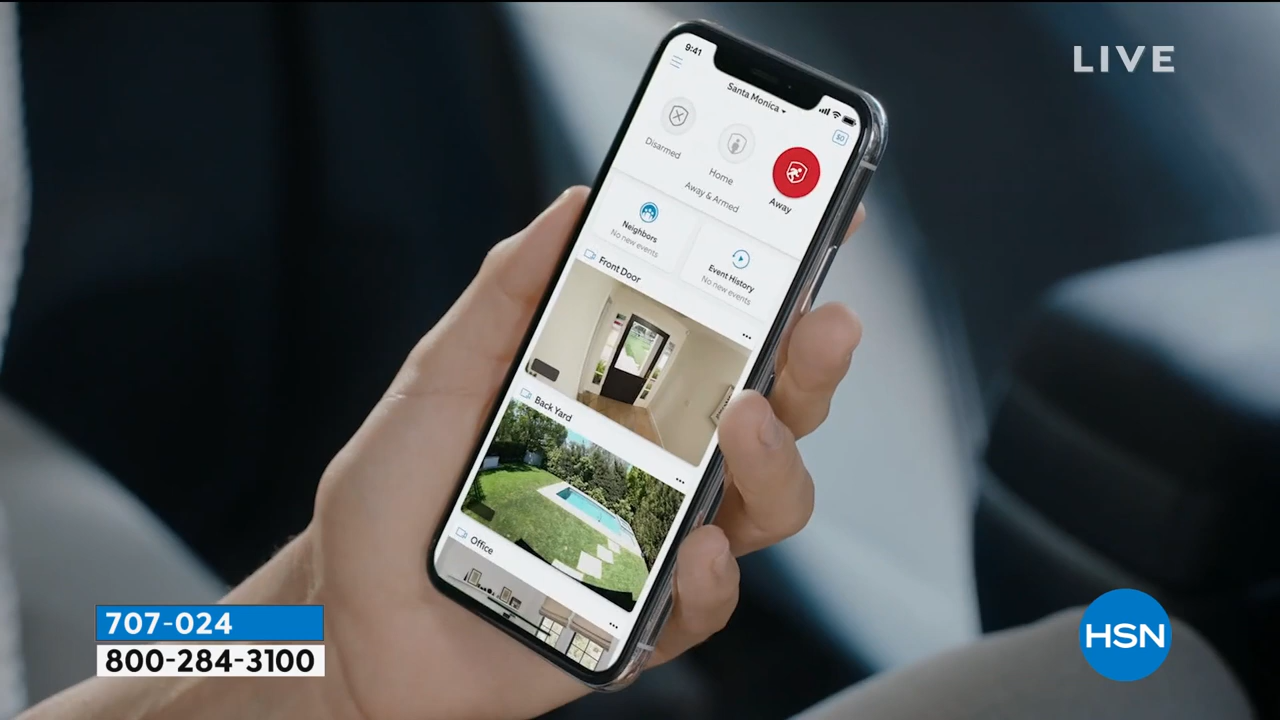 LIVE
9:41
Santa Monica
Disarmed
Home
Away
Away & Armed
Neighbors
No new events
Event History
No new events
Front Door
Back Yard
Office
707-024
800-284-3100
HSN